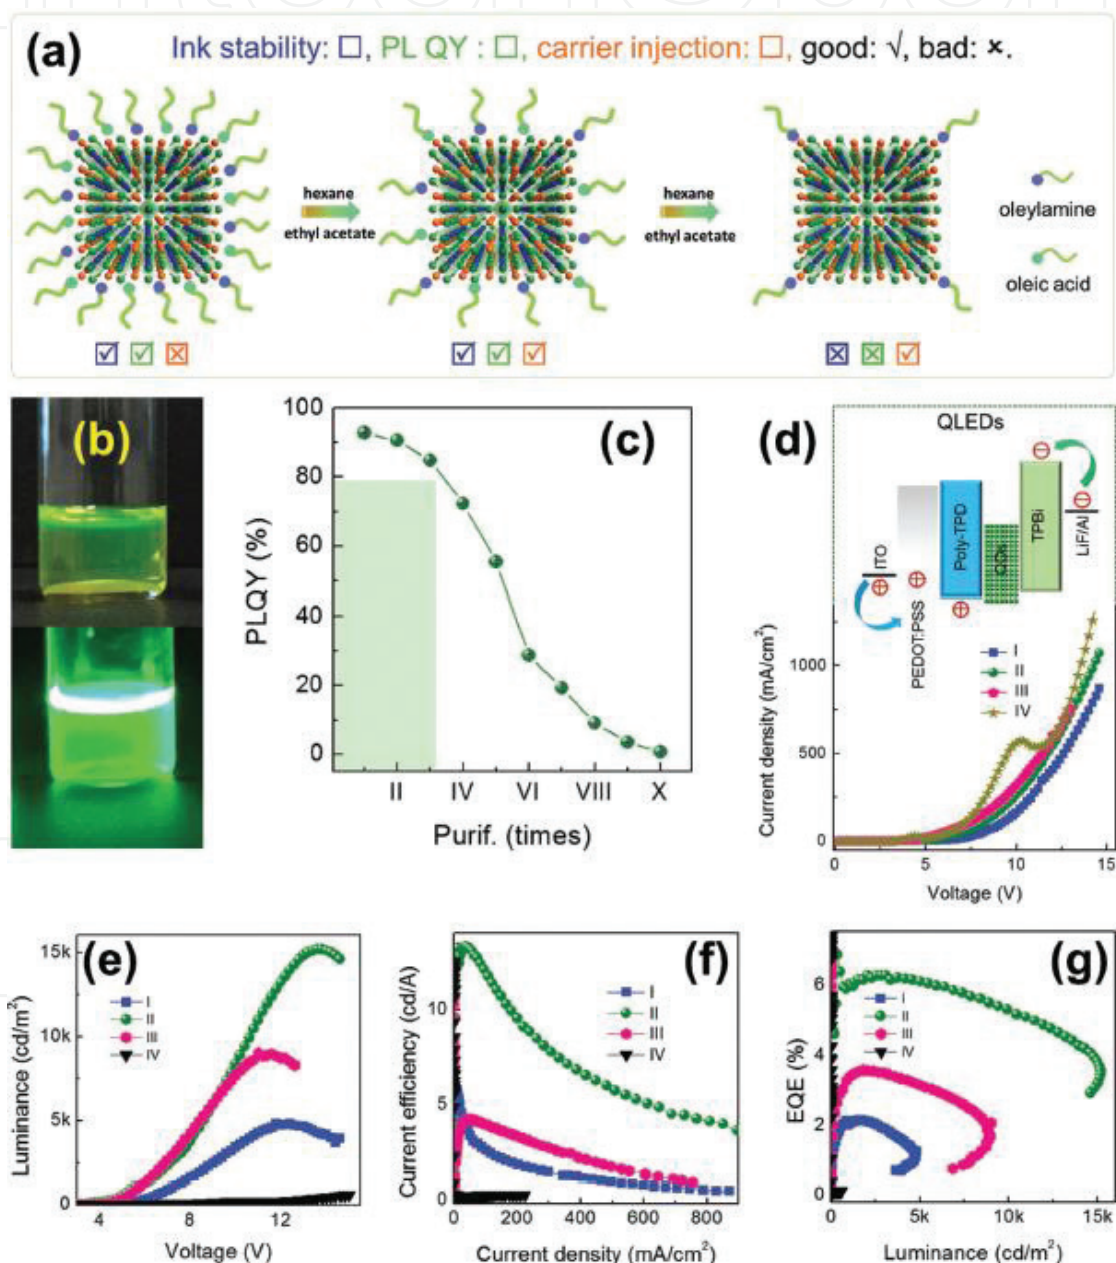 (a) Ink stability: □, PL QY : □, carrier injection: □, good: √, bad: ×.
hexane
ethyl acetate
hexane
ethyl acetate
oleylamine
oleic acid
(b)
(c)
100
80
60
40
20
0
PLQY (%)
II IV VI VIII X
Purif. (times)
(d)
QLEDs
ITO
PEDOT:PSS
Poly-TPD
QDs
TPBi
LiF/Al
I
II
III
IV
1000
500
0
Current density (mA/cm²)
0 5 10 15
Voltage (V)
(e)
15k
10k
5k
0
Luminance (cd/m²)
I
II
III
IV
4 8 12
Voltage (V)
(f)
10
5
0
Current efficiency (cd/A)
I
II
III
IV
0 200 400 600 800
Current density (mA/cm²)
(g)
6
4
2
0
EQE (%)
I
II
III
IV
0 5k 10k 15k
Luminance (cd/m²)